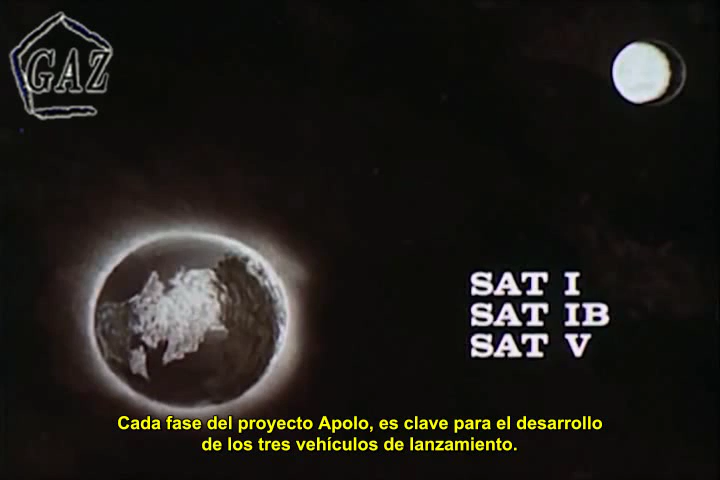 GAZ
SAT I
SAT IB
SAT V
Cada fase del proyecto Apolo, es clave para el desarrollo
de los tres vehículos de lanzamiento.